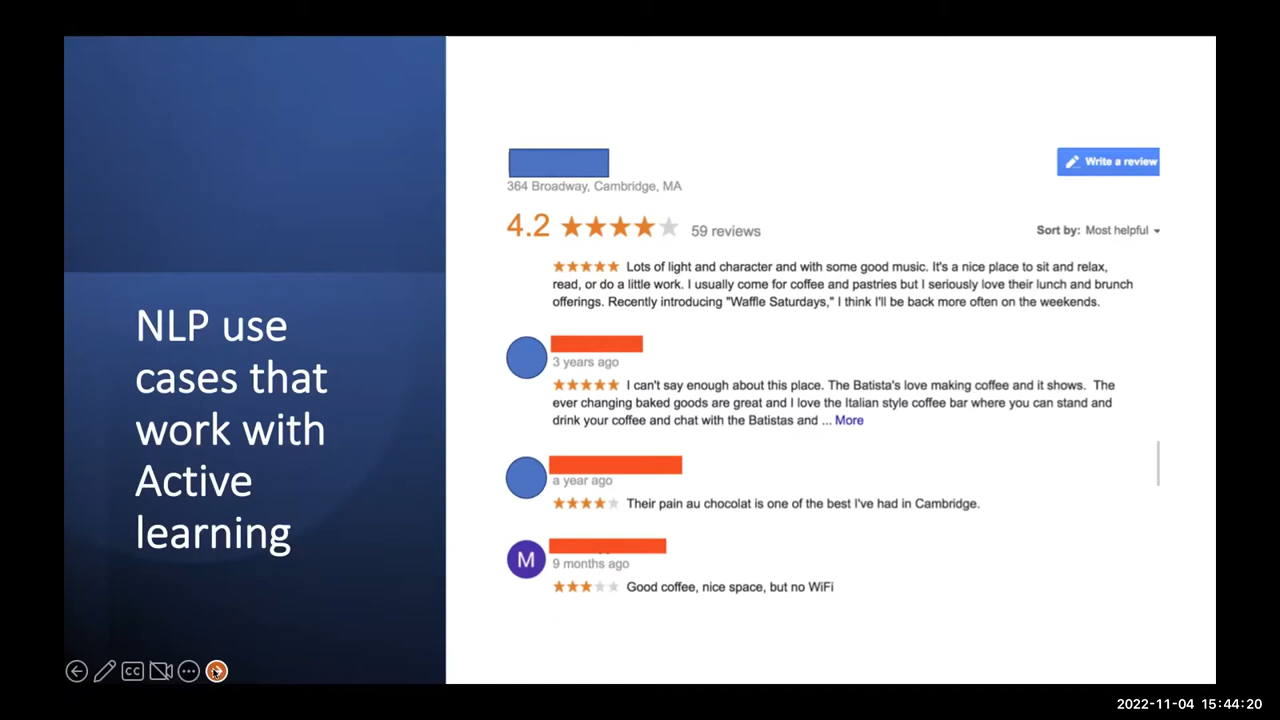 NLP use
cases that
work with
Active
learning
364 Broadway, Cambridge, MA
Write a review
4.2 59 reviews
Sort by: Most helpful
Lots of light and character and with some good music. It's a nice place to sit and relax,
read, or do a little work. I usually come for coffee and pastries but I seriously love their lunch and brunch
offerings. Recently introducing "Waffle Saturdays," I think I'll be back more often on the weekends.
3 years ago
I can't say enough about this place. The Batista's love making coffee and it shows. The
ever changing baked goods are great and I love the Italian style coffee bar where you can stand and
drink your coffee and chat with the Batistas and ... More
a year ago
Their pain au chocolat is one of the best I've had in Cambridge.
M
9 months ago
Good coffee, nice space, but no WiFi
CC
2022-11-04 15:44:20